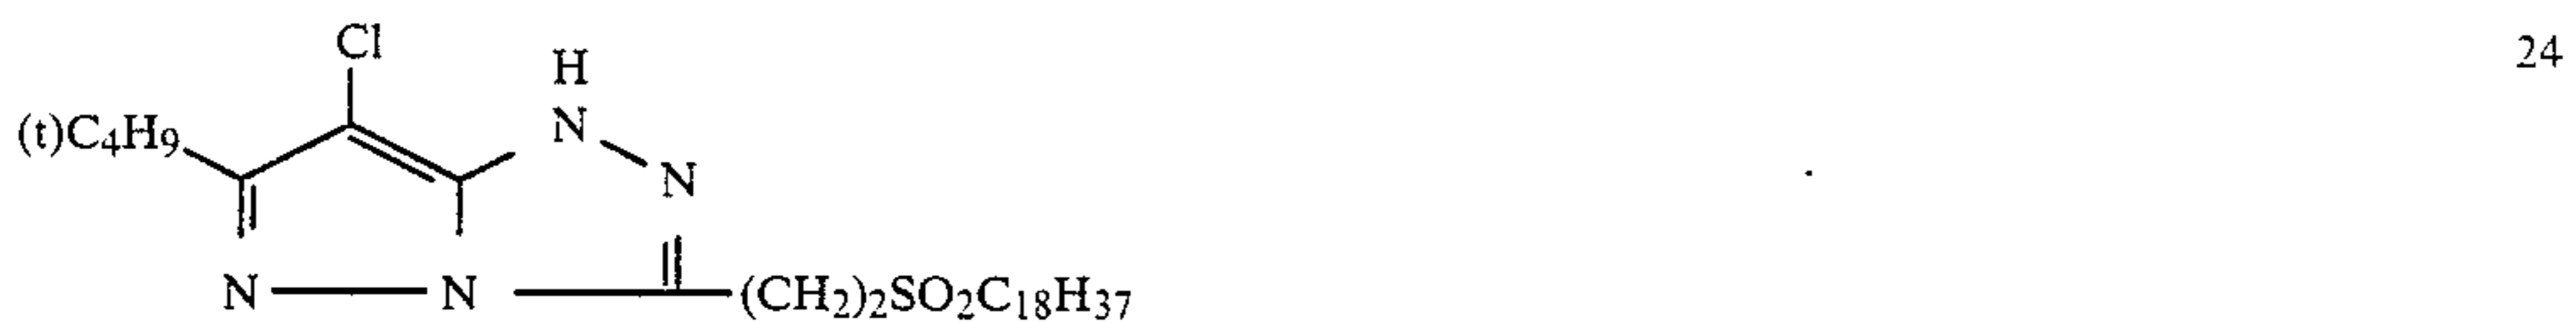 Cl
24
H
(t)C₄H₉
N
N
N
N
(CH₂)₂SO₂C₁₈H₃₇